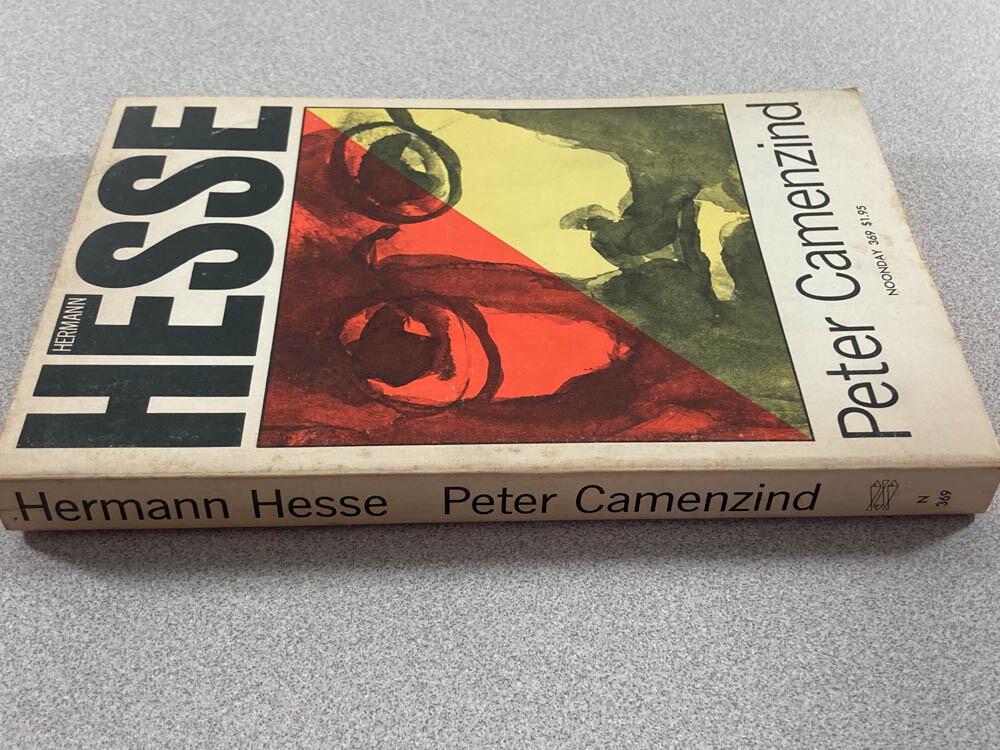 HERMANN
HESSE
Peter Camenzind
NOONDAY 369 $1.95
Hermann Hesse Peter Camenzind
N
369